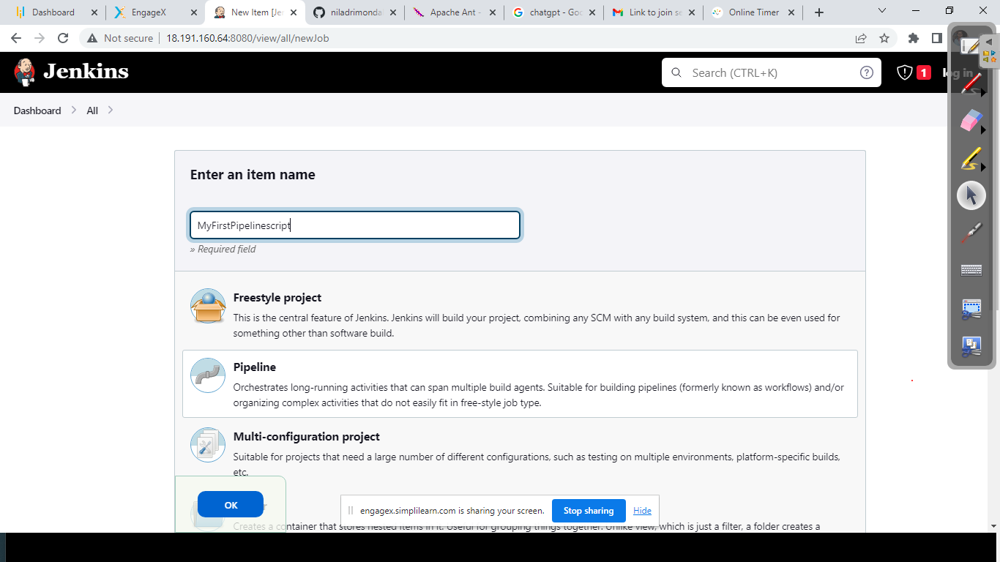 Dashboard
EngageX
New Item [Jen
niladrimonda
Apache Ant -
chatgpt - Goo
Link to join se
Online Timer
Not secure
18.191.160.64:8080/view/all/newJob
Jenkins
Search (CTRL+K)
1
log in
Dashboard
All
Enter an item name
MyFirstPipelinescript
» Required field
Freestyle project
This is the central feature of Jenkins. Jenkins will build your project, combining any SCM with any build system, and this can be even used for
something other than software build.
Pipeline
Orchestrates long-running activities that can span multiple build agents. Suitable for building pipelines (formerly known as workflows) and/or
organizing complex activities that do not easily fit in free-style job type.
Multi-configuration project
Suitable for projects that need a large number of different configurations, such as testing on multiple environments, platform-specific builds,
etc.
OK
engagex.simplilearn.com is sharing your screen.
Stop sharing
Hide
Creates a container that stores nested items in it. Useful for grouping things together. Unlike view, which is just a filter, a folder creates a